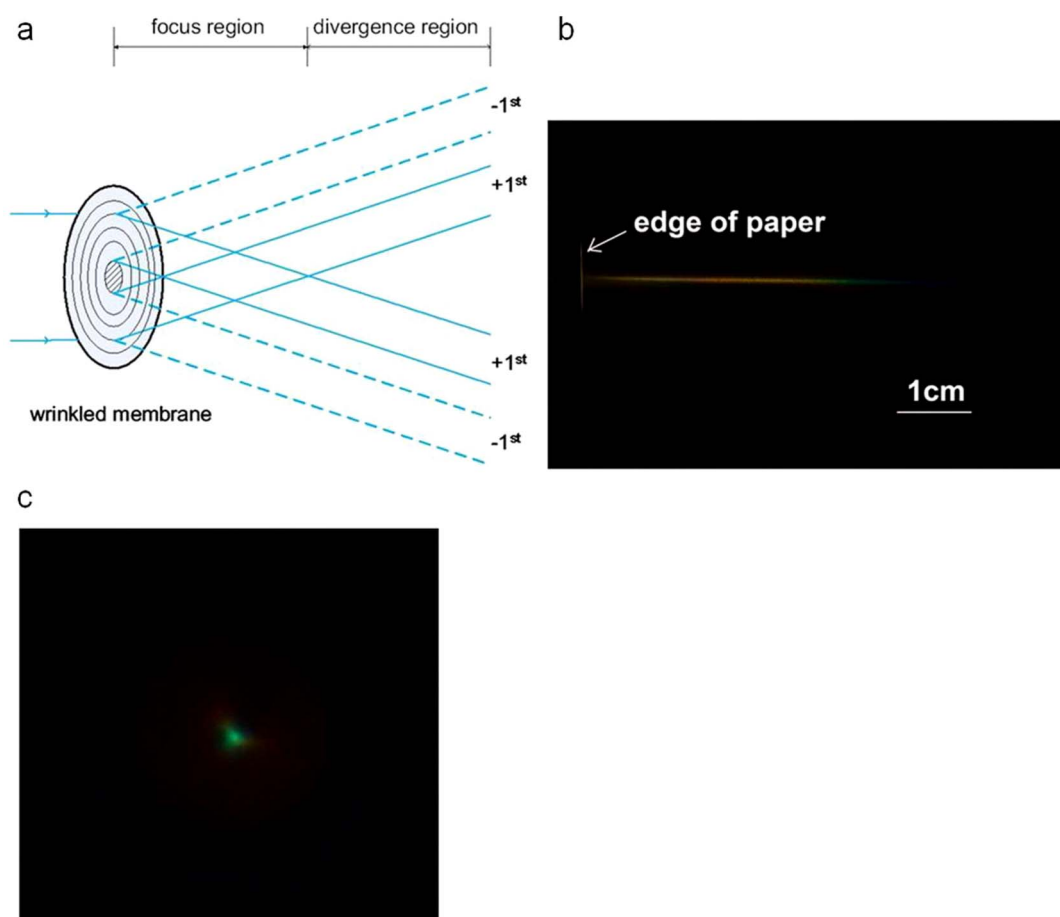 a
focus region
divergence region
-1st
+1st
+1st
-1st
wrinkled membrane
b
edge of paper
1cm
c